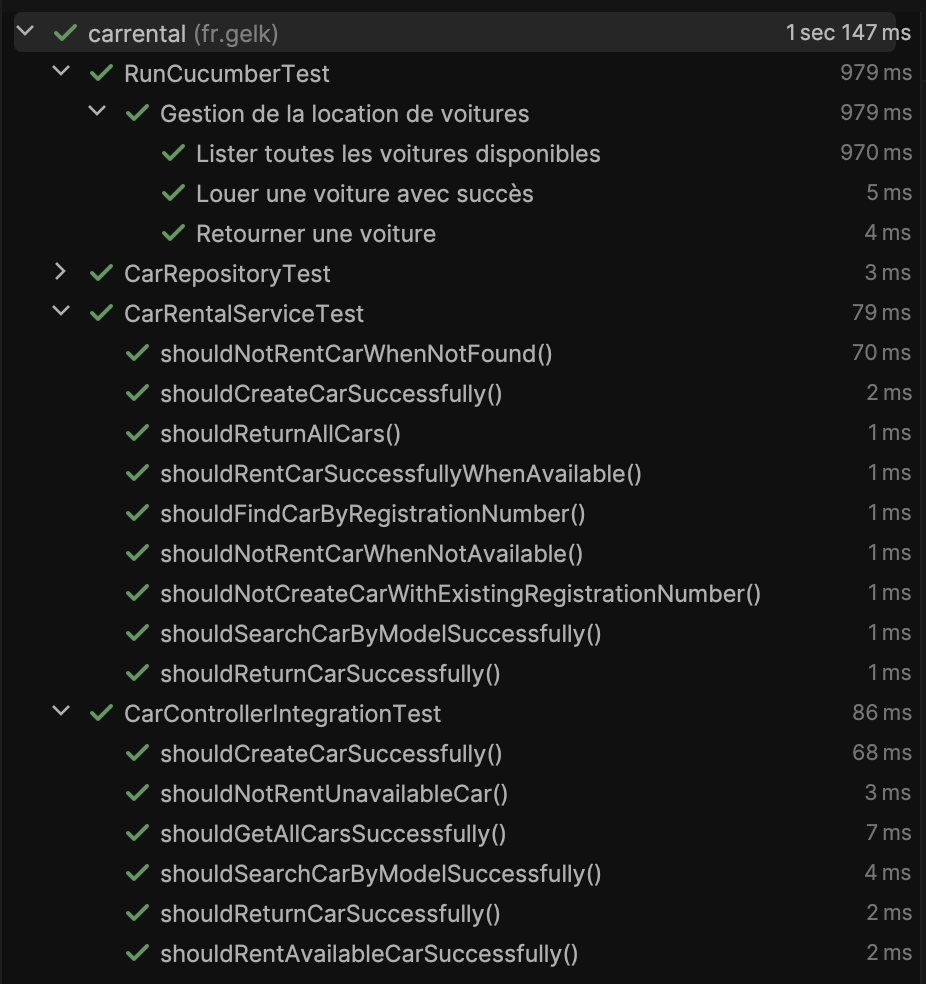 carrental (fr.gelk) 1 sec 147 ms
RunCucumberTest 979 ms
Gestion de la location de voitures 979 ms
Lister toutes les voitures disponibles 970 ms
Louer une voiture avec succès 5 ms
Retourner une voiture 4 ms
CarRepositoryTest 3 ms
CarRentalServiceTest 79 ms
shouldNotRentCarWhenNotFound() 70 ms
shouldCreateCarSuccessfully() 2 ms
shouldReturnAllCars() 1 ms
shouldRentCarSuccessfullyWhenAvailable() 1 ms
shouldFindCarByRegistrationNumber() 1 ms
shouldNotRentCarWhenNotAvailable() 1 ms
shouldNotCreateCarWithExistingRegistrationNumber() 1 ms
shouldSearchCarByModelSuccessfully() 1 ms
shouldReturnCarSuccessfully() 1 ms
CarControllerIntegrationTest 86 ms
shouldCreateCarSuccessfully() 68 ms
shouldNotRentUnavailableCar() 3 ms
shouldGetAllCarsSuccessfully() 7 ms
shouldSearchCarByModelSuccessfully() 4 ms
shouldReturnCarSuccessfully() 2 ms
shouldRentAvailableCarSuccessfully() 2 ms